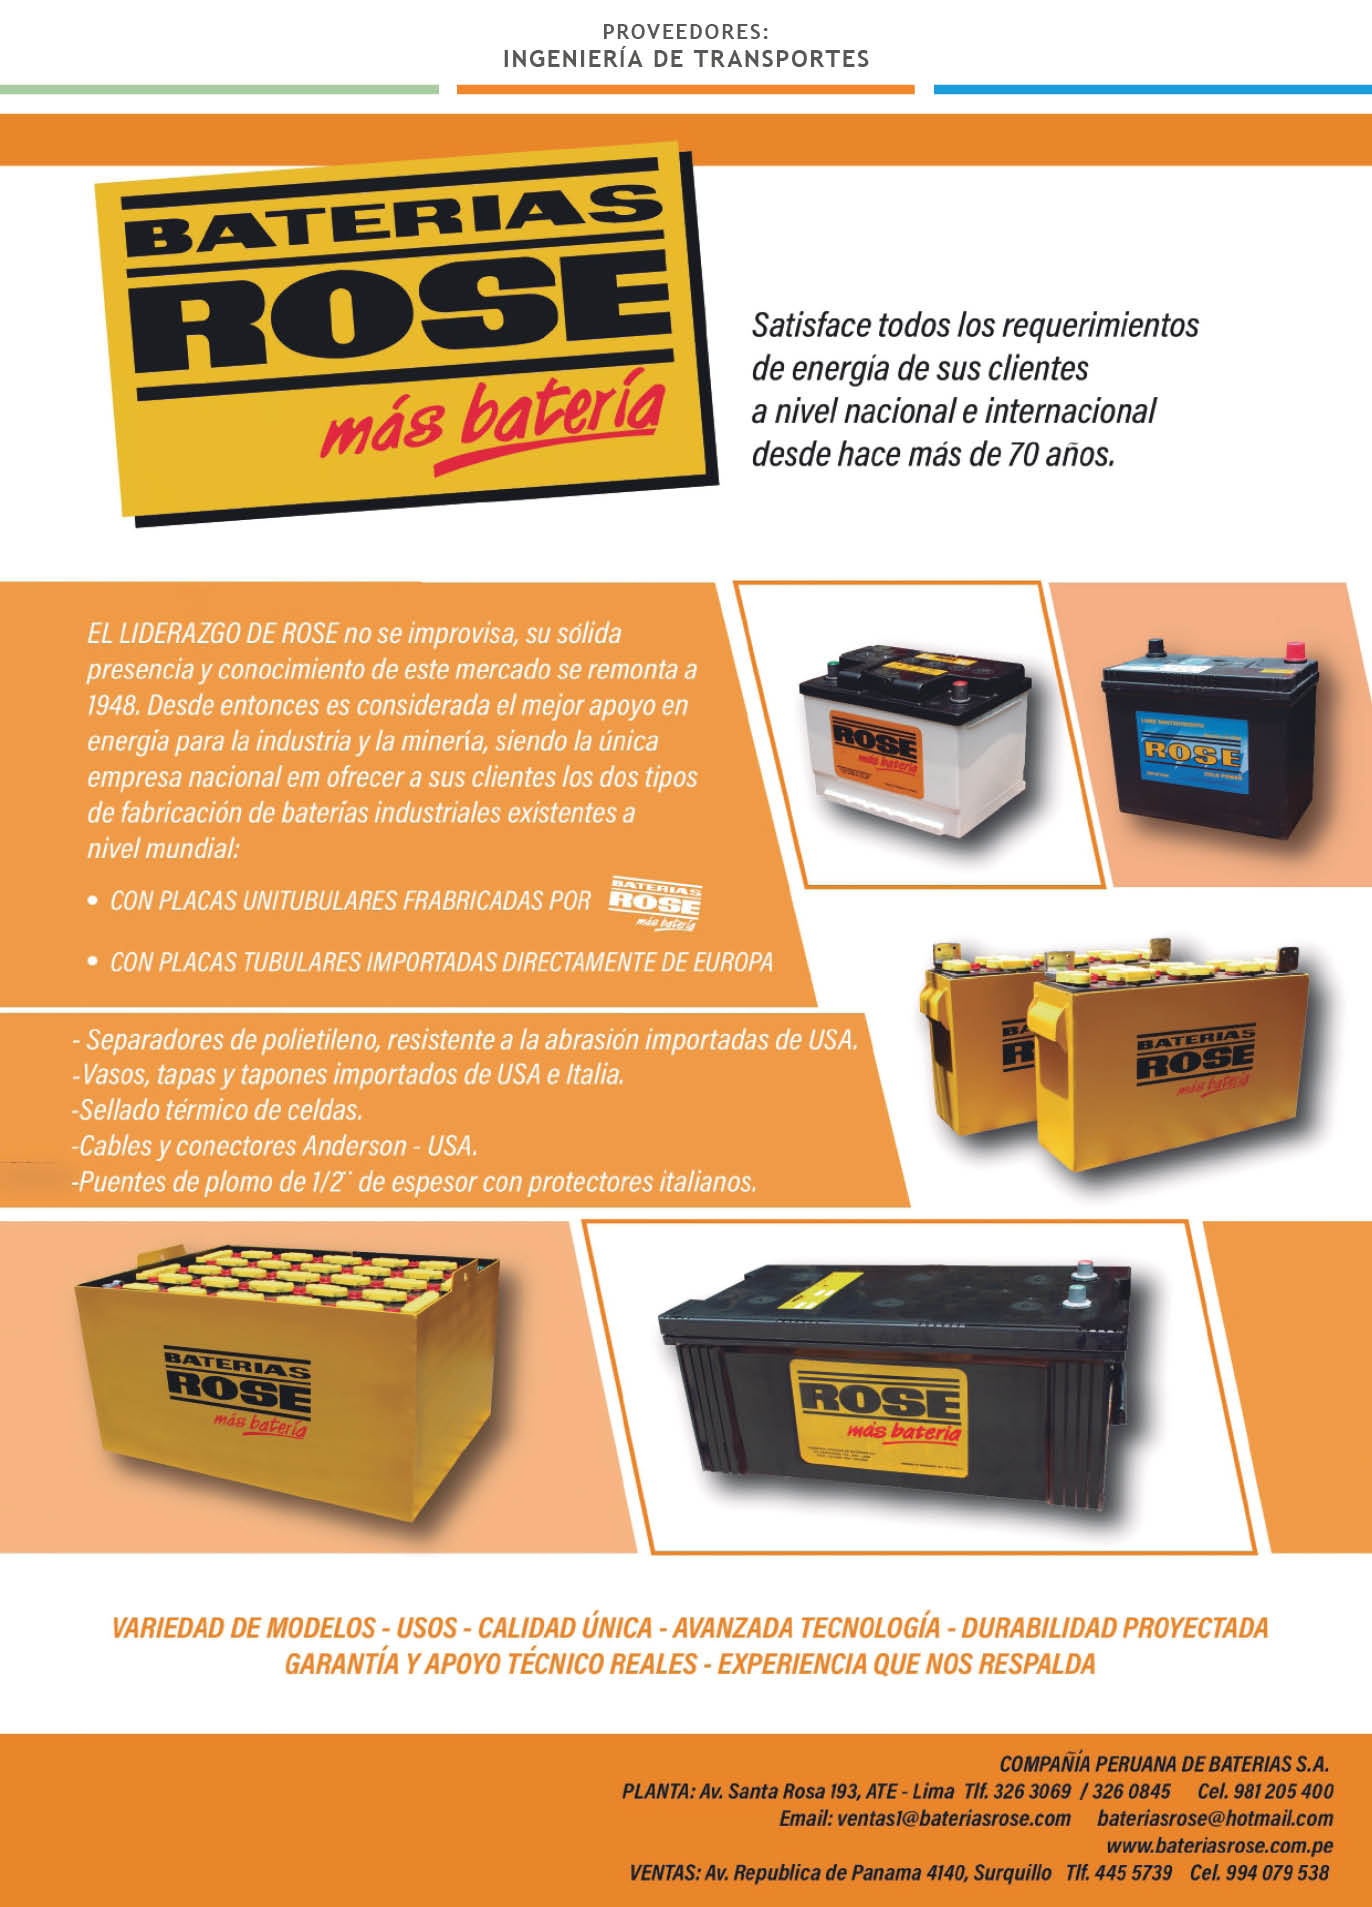 PROVEEDORES:
INGENIERÍA DE TRANSPORTES
BATERIAS
ROSE
más batería
Satisface todos los requerimientos
de energía de sus clientes
a nivel nacional e internacional
desde hace más de 70 años.
EL LIDERAZGO DE ROSE no se improvisa, su sólida
presencia y conocimiento de este mercado se remonta a
1948. Desde entonces es considerada el mejor apoyo en
energía para la industria y la minería, siendo la única
empresa nacional em ofrecer a sus clientes los dos tipos
de fabricación de baterías industriales existentes a
nivel mundial:
• CON PLACAS UNITUBULARES FRABRICADAS POR
BATERIAS
ROSE
más batería
• CON PLACAS TUBULARES IMPORTADAS DIRECTAMENTE DE EUROPA
ROSE
más batería
LIBRE MANTENIMIENTO
ROSE
GOLD POWER
- Separadores de polietileno, resistente a la abrasión importadas de USA.
-Vasos, tapas y tapones importados de USA e Italia.
-Sellado térmico de celdas.
-Cables y conectores Anderson - USA.
-Puentes de plomo de 1/2¨ de espesor con protectores italianos.
BA
R
BATERIAS
ROSE
más batería
BATERIAS
ROSE
más batería
ROSE
más batería
VARIEDAD DE MODELOS - USOS - CALIDAD ÚNICA - AVANZADA TECNOLOGÍA - DURABILIDAD PROYECTADA
GARANTÍA Y APOYO TÉCNICO REALES - EXPERIENCIA QUE NOS RESPALDA
COMPAÑÍA PERUANA DE BATERIAS S.A.
PLANTA: Av. Santa Rosa 193, ATE - Lima Tlf. 326 3069 / 326 0845 Cel. 981 205 400
Email: ventas1@bateriasrose.com bateriasrose@hotmail.com
www.bateriasrose.com.pe
VENTAS: Av. Republica de Panama 4140, Surquillo Tlf. 445 5739 Cel. 994 079 538